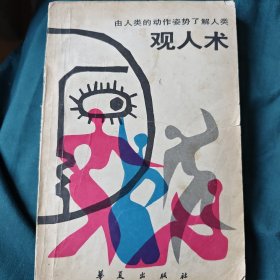 由人类的动作姿势了解人类
观人术
华夏出版社